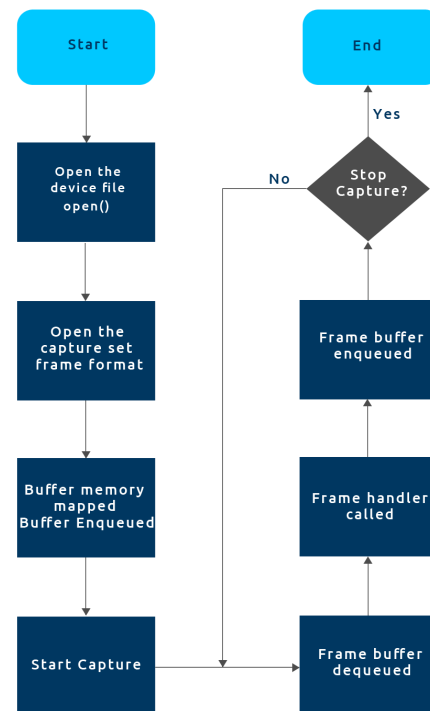 Start
Open the
device file
open()
Open the
capture set
frame format
Buffer memory
mapped
Buffer Enqueued
Start Capture
End
Yes
No
Stop
Capture?
Frame buffer
enqueued
Frame handler
called
Frame buffer
dequeued